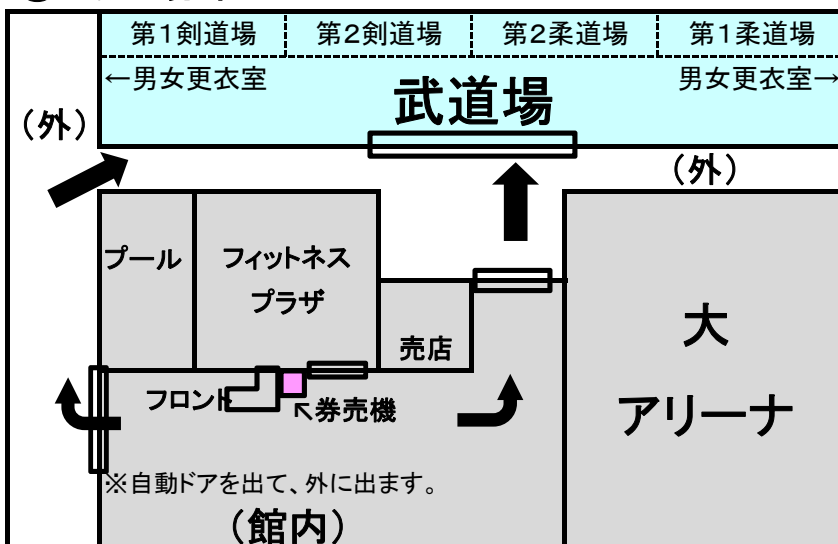 第1剣道場
第2剣道場
第2柔道場
第1柔道場
←男女更衣室
男女更衣室→
武道場
(外)
(外)
プール
フィットネス
プラザ
売店
大
アリーナ
フロント
↖券売機
※自動ドアを出て、外に出ます。
(館内)